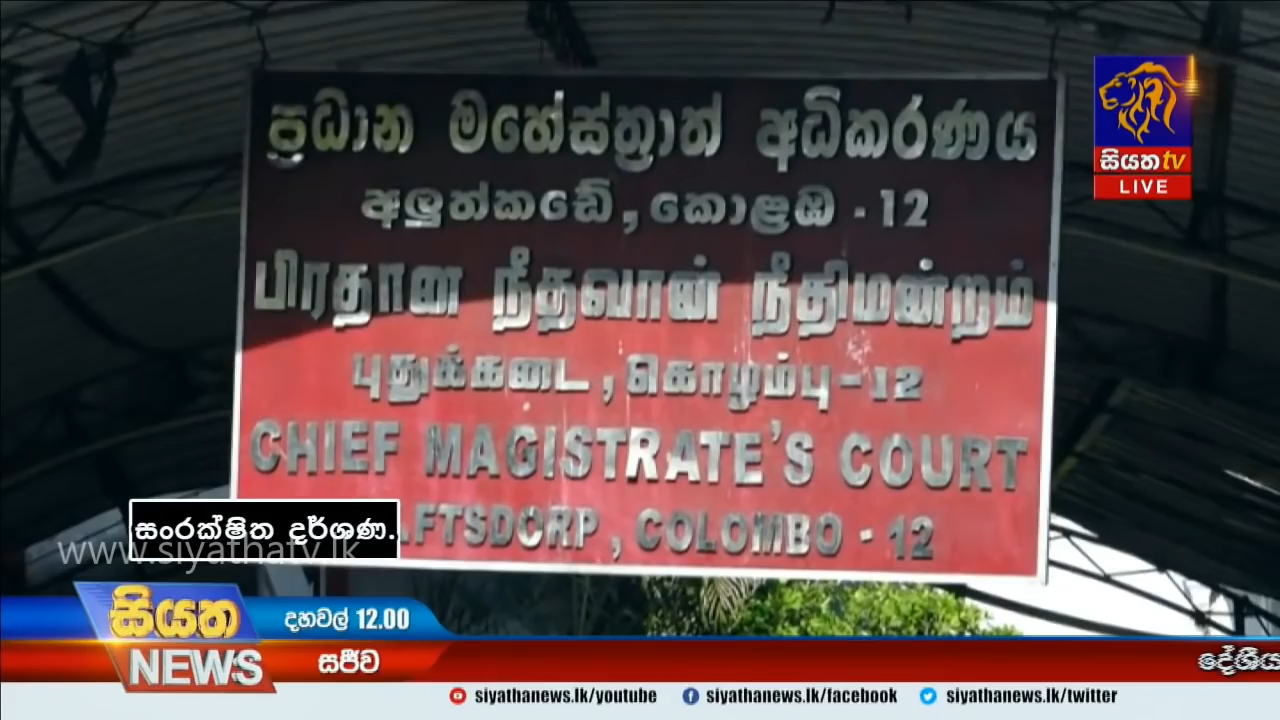 ප්‍රධාන මහේස්ත්‍රාත් අධිකරණය
අලුත්කඩේ, කොළඹ - 12
பிரதான நீதவான் நீதிமன்றம்
புதுக்கடை, கொழும்பு - 12
CHIEF MAGISTRATE'S COURT
.FTSDORP, COLOMBO - 12
සියත tv
LIVE
සංරක්ෂිත දර්ශණ.
www.siyathatv.lk
සියත
NEWS
දහවල් 12.00
සජීව
දේශීය
siyathanews.lk/youtube siyathanews.lk/facebook siyathanews.lk/twitter